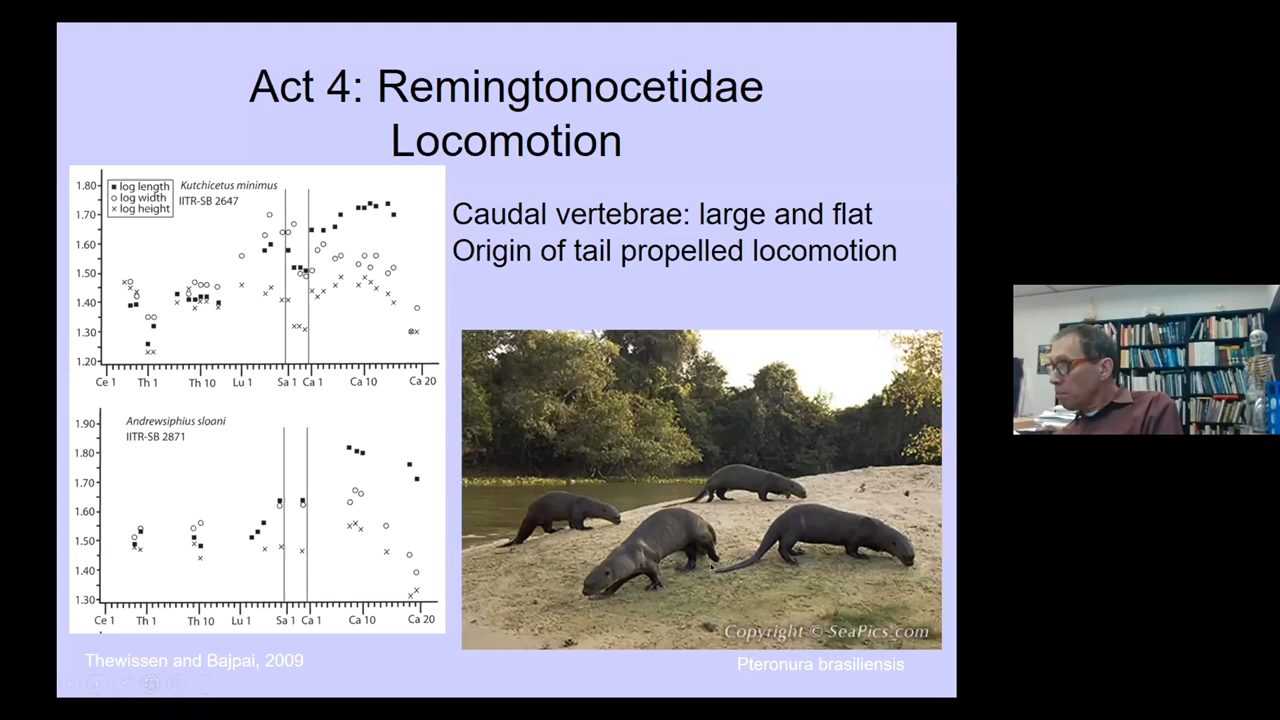 Act 4: Remingtonocetidae
Locomotion
Caudal vertebrae: large and flat
Origin of tail propelled locomotion
■ log length
○ log width
× log height
Kutchicetus minimus
IITR-SB 2647
1.80
1.70
1.60
1.50
1.40
1.30
1.20
Ce 1 Th 1 Th 10 Lu 1 Sa 1 Ca 1 Ca 10 Ca 20
Andrewsiphius sloani
IITR-SB 2871
1.90
1.80
1.70
1.60
1.50
1.40
1.30
Ce 1 Th 1 Th 10 Lu 1 Sa 1 Ca 1 Ca 10 Ca 20
Copyright © SeaPics.com
Thewissen and Bajpai, 2009
Pteronura brasiliensis